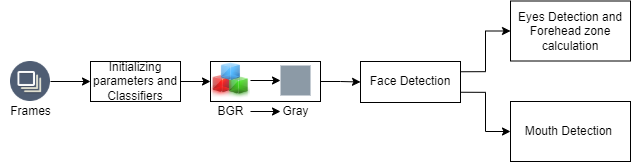 Frames
Initializing
parameters and
Classifiers
BGR
Gray
Face Detection
Eyes Detection and
Forehead zone
calculation
Mouth Detection